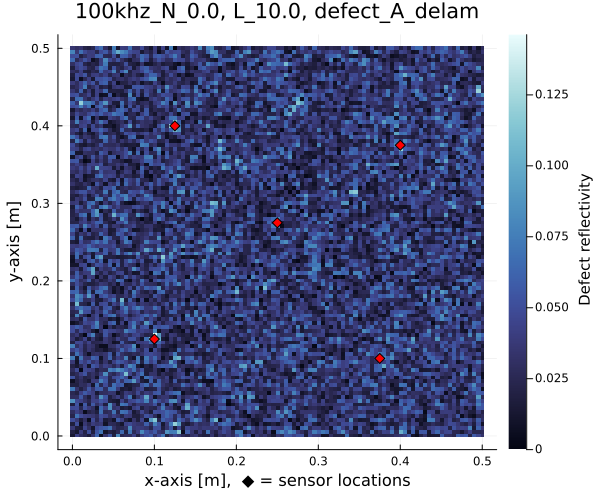 100khz_N_0.0, L_10.0, defect_A_delam
0.5
0.4
0.3
0.2
0.1
0.0
y-axis [m]
0.0 0.1 0.2 0.3 0.4 0.5
x-axis [m], ◆ = sensor locations
0.125
0.100
0.075
0.050
0.025
0
Defect reflectivity